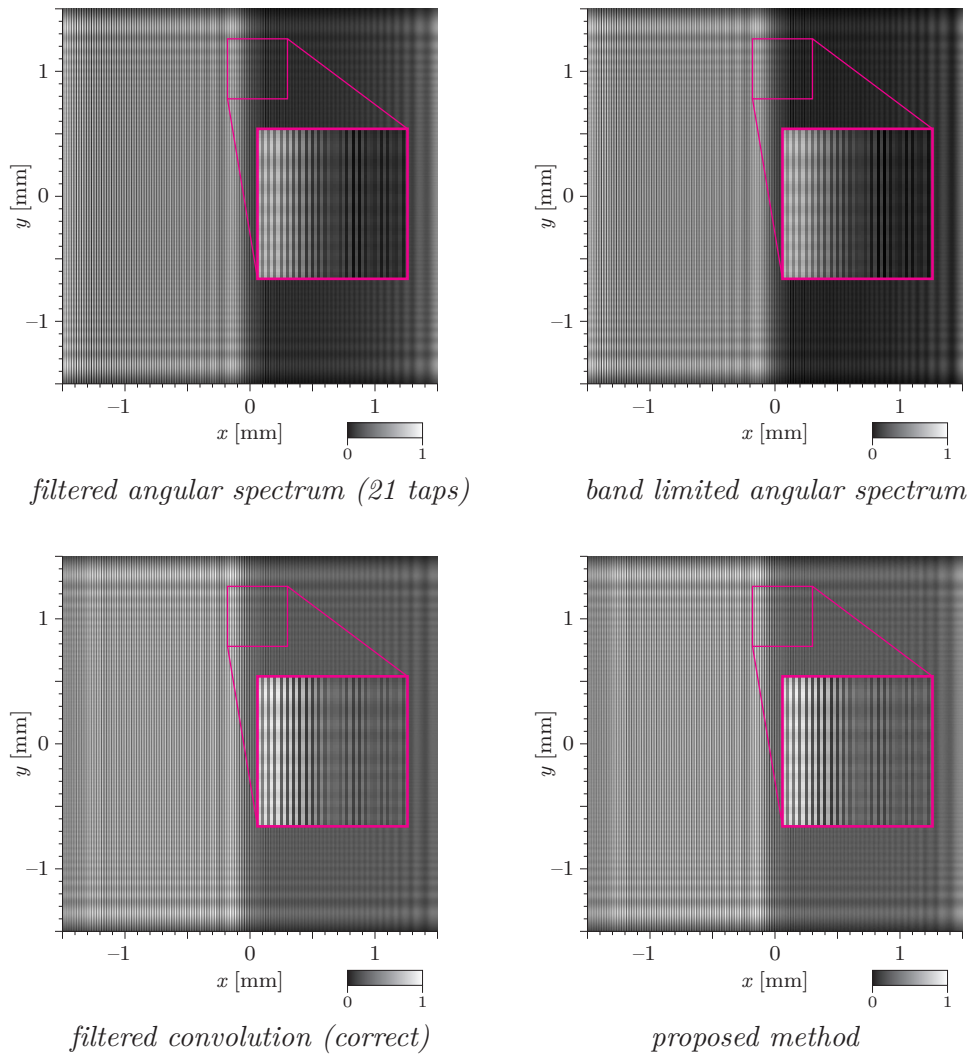 y [mm]
1
0
−1
−1 0 1
x [mm]
0 1
filtered angular spectrum (21 taps)
y [mm]
1
0
−1
−1 0 1
x [mm]
0 1
band limited angular spectrum
y [mm]
1
0
−1
−1 0 1
x [mm]
0 1
filtered convolution (correct)
y [mm]
1
0
−1
−1 0 1
x [mm]
0 1
proposed method